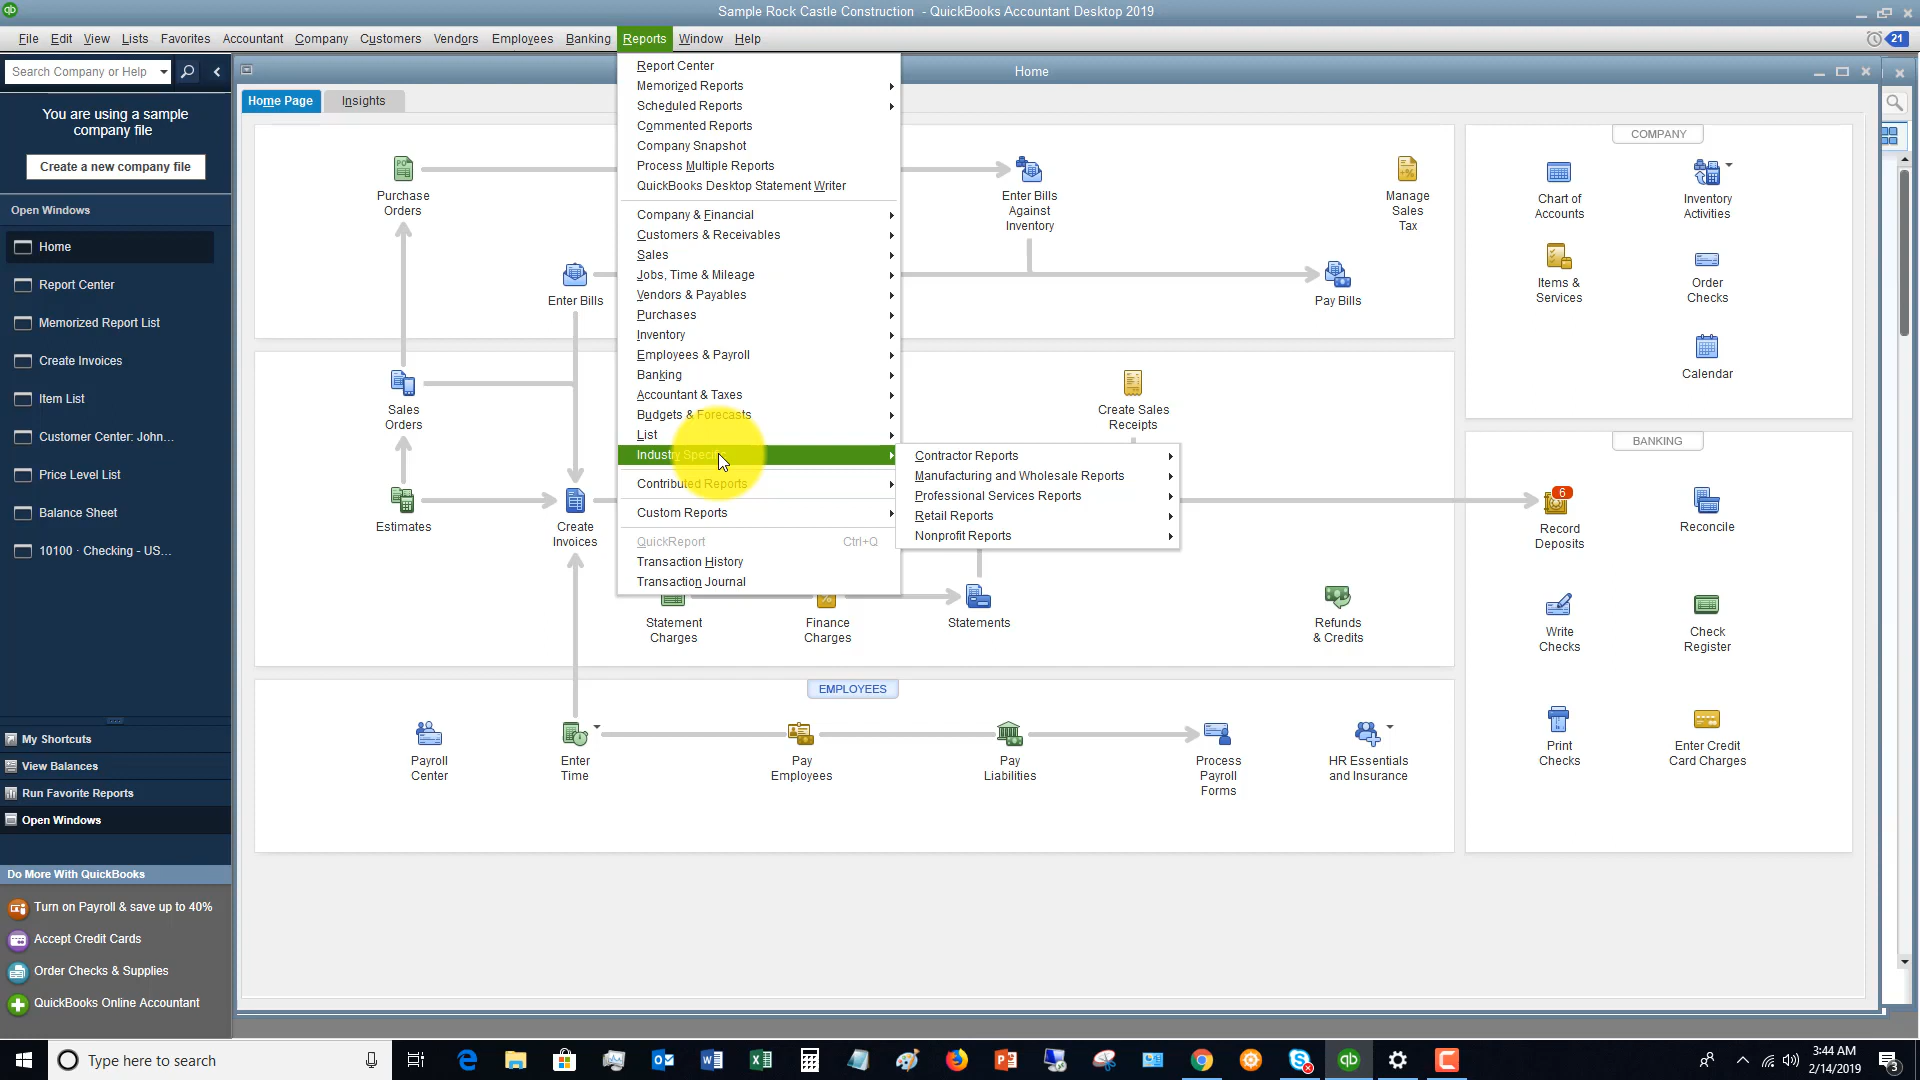 Sample Rock Castle Construction - QuickBooks Accountant Desktop 2019
File Edit View Lists Favorites Accountant Company Customers Vendors Employees Banking Reports Window Help
21
Search Company or Help
You are using a sample
company file
Create a new company file
Open Windows
Home
Report Center
Memorized Report List
Create Invoices
Item List
Customer Center: John...
Price Level List
Balance Sheet
10100 · Checking - US...
My Shortcuts
View Balances
Run Favorite Reports
Open Windows
Do More With QuickBooks
Turn on Payroll & save up to 40%
Accept Credit Cards
Order Checks & Supplies
QuickBooks Online Accountant
Home
Home Page
Insights
Report Center
Memorized Reports
Scheduled Reports
Commented Reports
Company Snapshot
Process Multiple Reports
QuickBooks Desktop Statement Writer
Company & Financial
Customers & Receivables
Sales
Jobs, Time & Mileage
Vendors & Payables
Purchases
Inventory
Employees & Payroll
Banking
Accountant & Taxes
Budgets & Forecasts
List
Industry Specific
Contributed Reports
Custom Reports
QuickReport Ctrl+Q
Transaction History
Transaction Journal
Contractor Reports
Manufacturing and Wholesale Reports
Professional Services Reports
Retail Reports
Nonprofit Reports
PO
Purchase
Orders
Enter Bills
Against
Inventory
Manage
Sales
Tax
Enter Bills
Pay Bills
Sales
Orders
Create Sales
Receipts
Estimates
Create
Invoices
Statement
Charges
Finance
Charges
Statements
Refunds
& Credits
EMPLOYEES
Payroll
Center
Enter
Time
Pay
Employees
Pay
Liabilities
Process
Payroll
Forms
HR Essentials
and Insurance
COMPANY
Chart of
Accounts
Inventory
Activities
Items &
Services
Order
Checks
Calendar
BANKING
6
Record
Deposits
Reconcile
Write
Checks
Check
Register
Print
Checks
Enter Credit
Card Charges
Type here to search
3:44 AM
2/14/2019
3